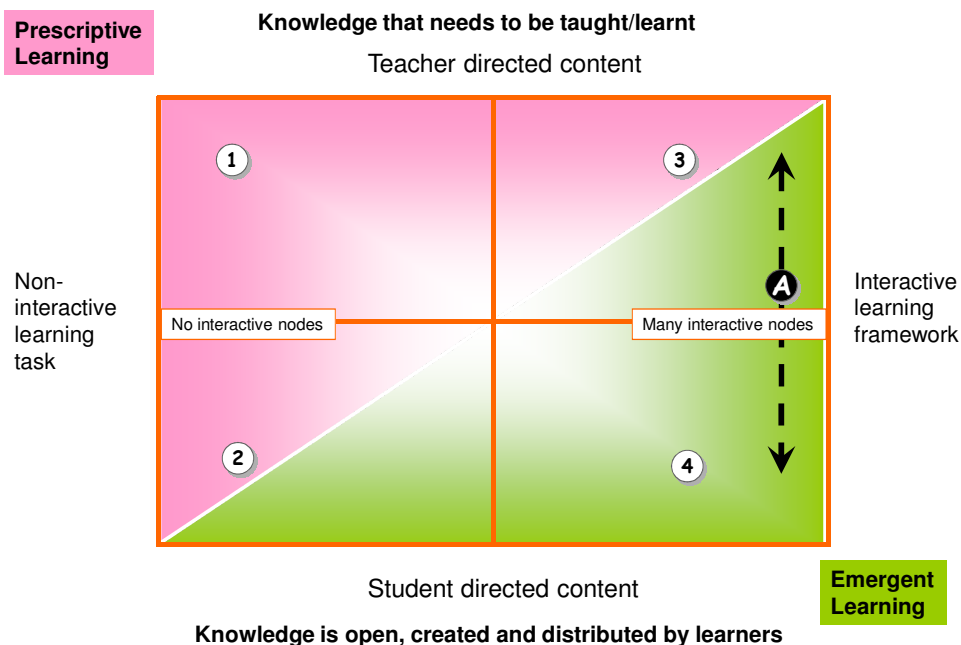 Prescriptive
Learning
Knowledge that needs to be taught/learnt
Teacher directed content
1
3
Non-
interactive
learning
task
No interactive nodes
A
Many interactive nodes
Interactive
learning
framework
2
4
Student directed content
Emergent
Learning
Knowledge is open, created and distributed by learners